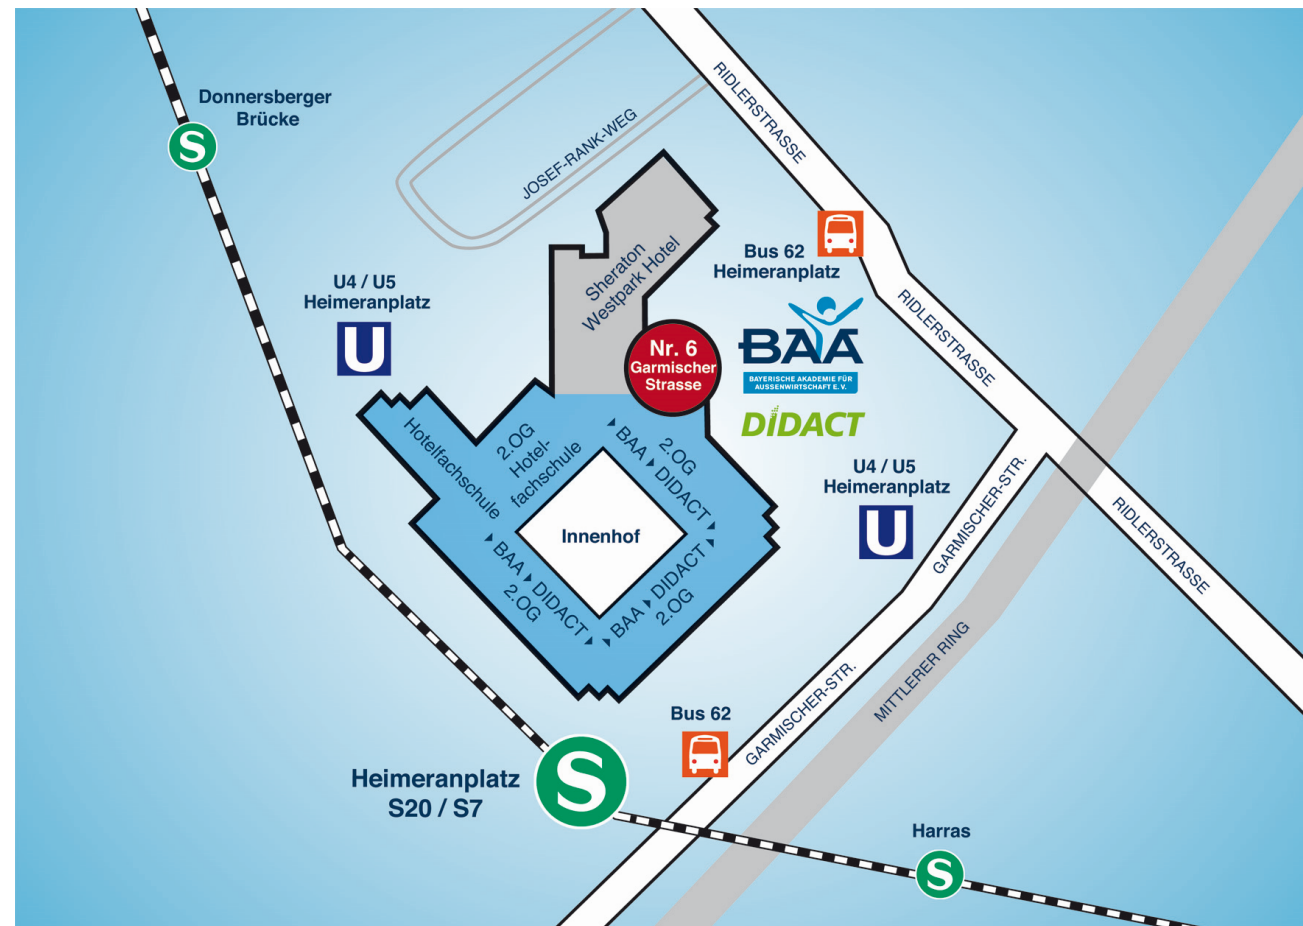 Donnersberger
Brücke
S
JOSEF-RANK-WEG
RIDLERSTRASSE
Bus 62
Heimeranplatz
Sheraton
Westpark Hotel
U4 / U5
Heimeranplatz
U
Nr. 6
Garmischer
Strasse
BAA
BAYERISCHE AKADEMIE FÜR
AUSSENWIRTSCHAFT E. V.
DIDACT
RIDLERSTRASSE
Hotelfachschule
2.OG
Hotel-
fachschule
2.OG
BAA DIDACT
Innenhof
BAA DIDACT
2.OG
BAA DIDACT
2.OG
U4 / U5
Heimeranplatz
U
GARMISCHER-STR.
RIDLERSTRASSE
MITTLERER RING
GARMISCHER-STR.
Bus 62
Heimeranplatz
S20 / S7
S
Harras
S